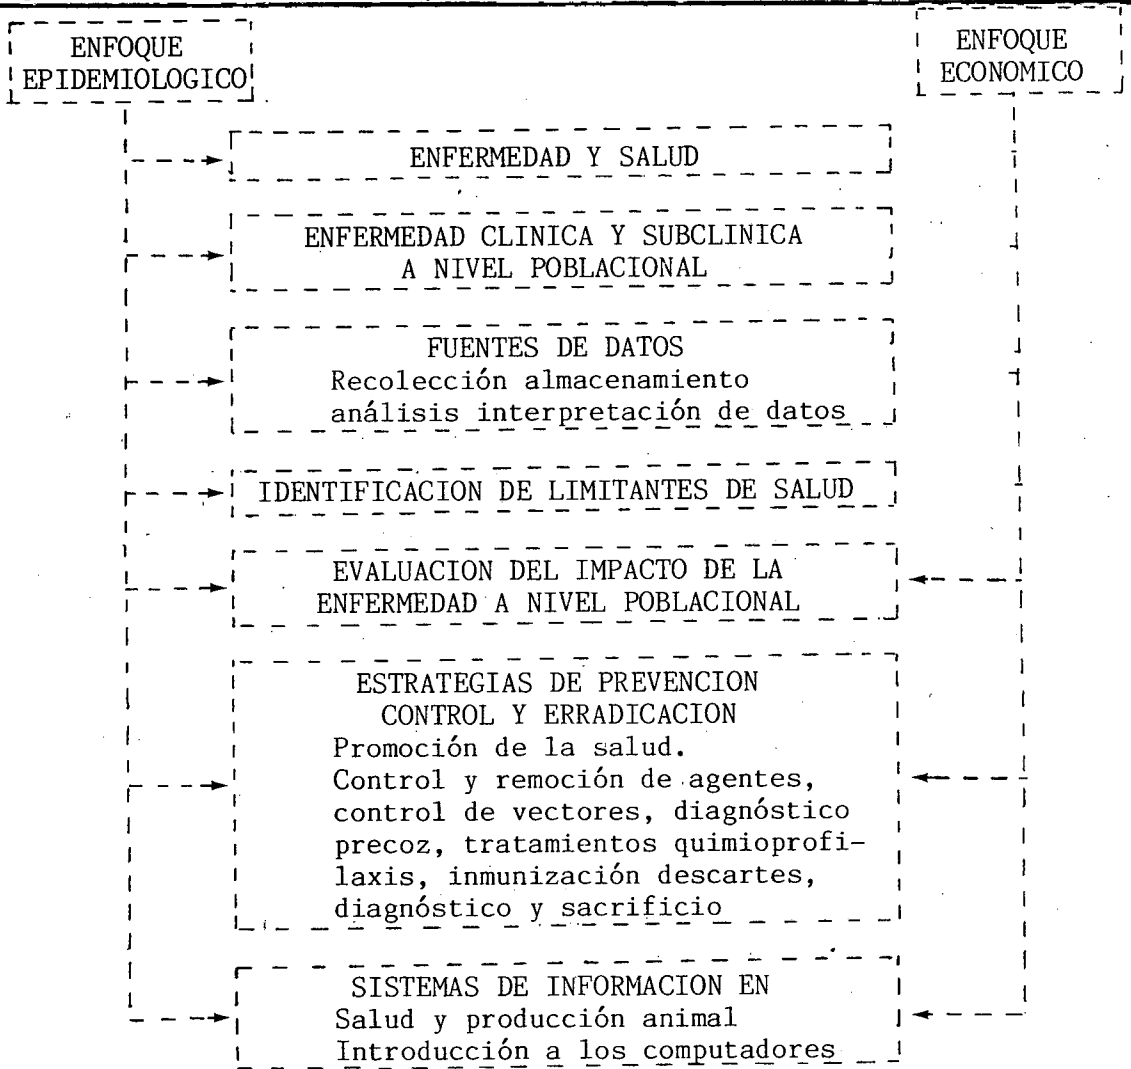 ENFOQUE
EPIDEMIOLOGICO
ENFOQUE
ECONOMICO
ENFERMEDAD Y SALUD
ENFERMEDAD CLINICA Y SUBCLINICA
A NIVEL POBLACIONAL
FUENTES DE DATOS
Recolección almacenamiento
análisis interpretación de datos
IDENTIFICACION DE LIMITANTES DE SALUD
EVALUACION DEL IMPACTO DE LA
ENFERMEDAD A NIVEL POBLACIONAL
ESTRATEGIAS DE PREVENCION
CONTROL Y ERRADICACION
Promoción de la salud.
Control y remoción de agentes,
control de vectores, diagnóstico
precoz, tratamientos quimioprofi-
laxis, inmunización descartes,
diagnóstico y sacrificio
SISTEMAS DE INFORMACION EN
Salud y producción animal
Introducción a los computadores